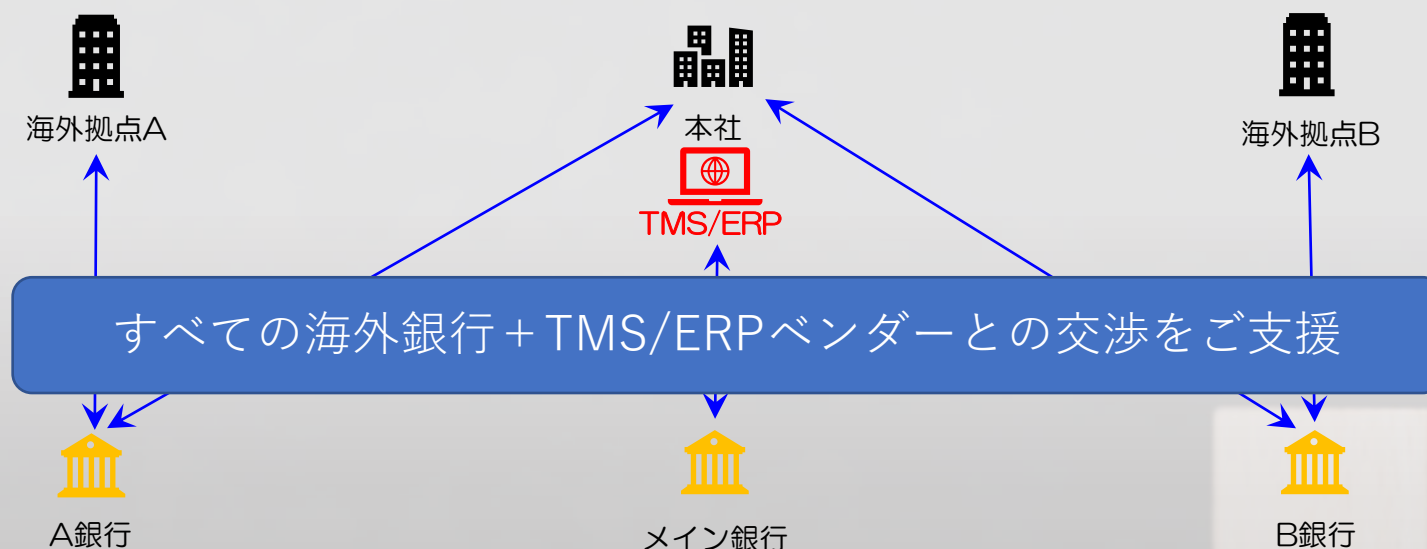 海外拠点A
本社
海外拠点B
TMS/ERP
すべての海外銀行＋TMS/ERPベンダーとの交渉をご支援
A銀行
メイン銀行
B銀行